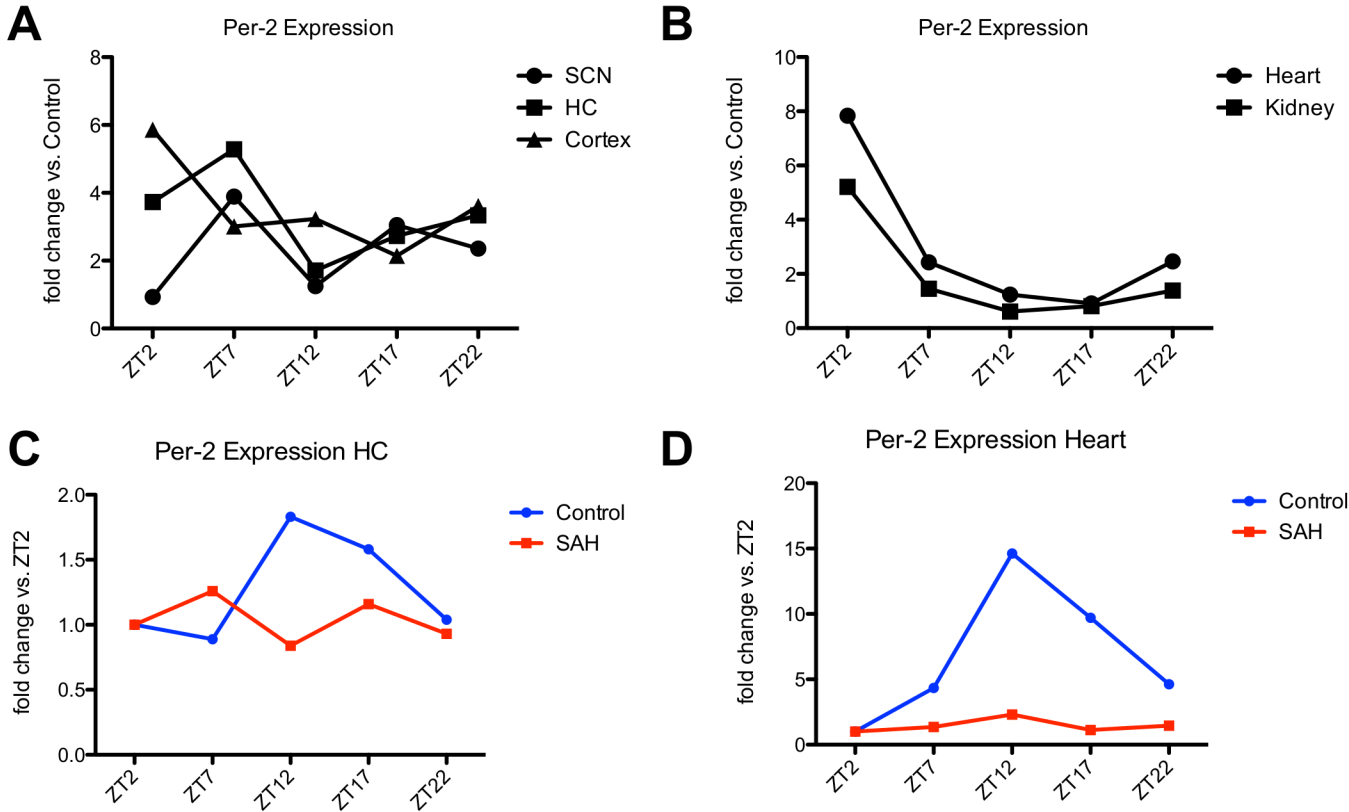 A
Per-2 Expression
fold change vs. Control
8
6
4
2
0
ZT2
ZT7
ZT12
ZT17
ZT22
SCN
HC
Cortex
B
Per-2 Expression
fold change vs. Control
10
8
6
4
2
0
ZT2
ZT7
ZT12
ZT17
ZT22
Heart
Kidney
C
Per-2 Expression HC
fold change vs. ZT2
2.0
1.5
1.0
0.5
0.0
ZT2
ZT7
ZT12
ZT17
ZT22
Control
SAH
D
Per-2 Expression Heart
fold change vs. ZT2
20
15
10
5
0
ZT2
ZT7
ZT12
ZT17
ZT22
Control
SAH